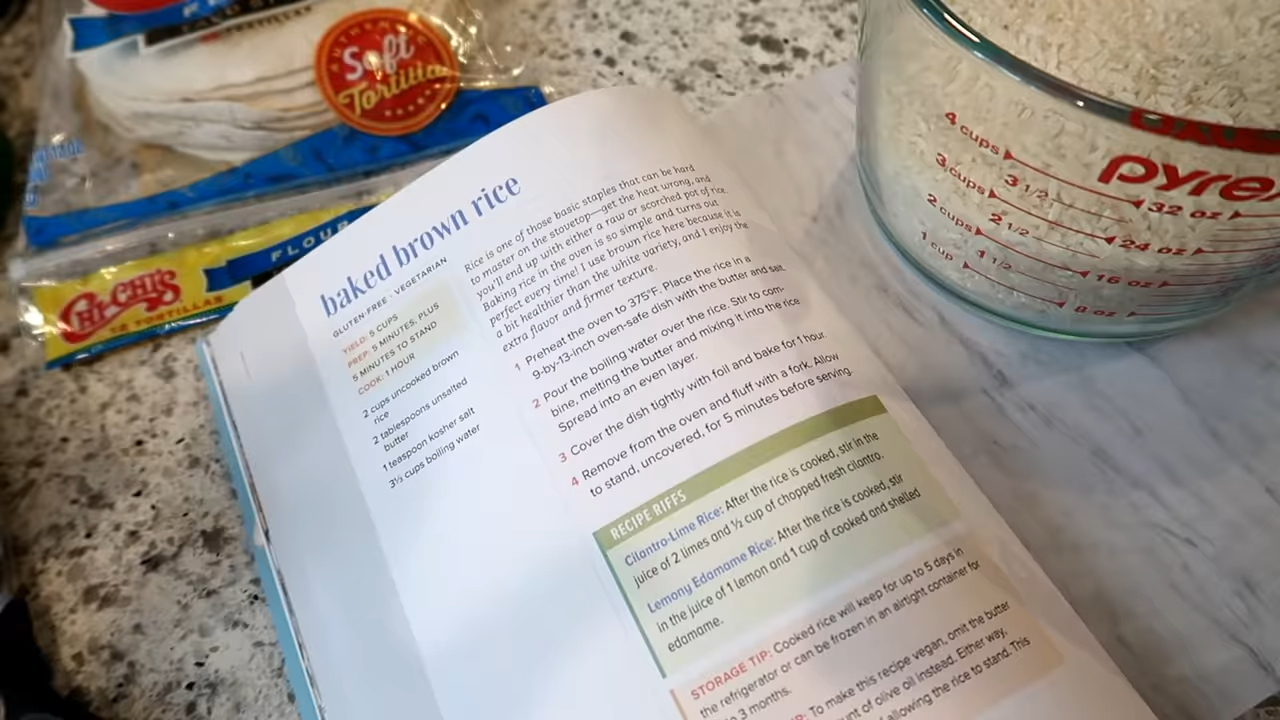 Soft
Tortilla
FLOUR
CHI-CHI'S
12 TORTILLAS
baked brown rice
GLUTEN FREE · VEGETARIAN
YIELD: 5 CUPS
PREP: 5 MINUTES, PLUS
5 MINUTES TO STAND
COOK: 1 HOUR
2 cups uncooked brown
rice
2 tablespoons unsalted
butter
1 teaspoon kosher salt
3½ cups boiling water
Rice is one of those basic staples that can be hard
to master on the stovetop—get the heat wrong, and
you'll end up with either a raw or scorched pot of rice.
Baking rice in the oven is so simple and turns out
perfect every time! I use brown rice here because it is
a bit healthier than the white variety, and I enjoy the
extra flavor and firmer texture.
1 Preheat the oven to 375°F. Place the rice in a
9-by-13-inch oven-safe dish with the butter and salt.
2 Pour the boiling water over the rice. Stir to com-
bine, melting the butter and mixing it into the rice
Spread into an even layer.
3 Cover the dish tightly with foil and bake for 1 hour.
4 Remove from the oven and fluff with a fork. Allow
to stand, uncovered, for 5 minutes before serving.
RECIPE RIFFS
Cilantro-Lime Rice: After the rice is cooked, stir in the
juice of 2 limes and ½ cup of chopped fresh cilantro.
Lemony Edamame Rice: After the rice is cooked, stir
in the juice of 1 lemon and 1 cup of cooked and shelled
edamame.
STORAGE TIP: Cooked rice will keep for up to 5 days in
the refrigerator or can be frozen in an airtight container for
3 months.
To make this recipe vegan, omit the butter
of olive oil instead. Either way,
allowing the rice to stand. This
pyre
4 cups
3 1/2
32 oz
3 cups
2 1/2
24 oz
2 cups
1 1/2
16 oz
1 cup
8 oz